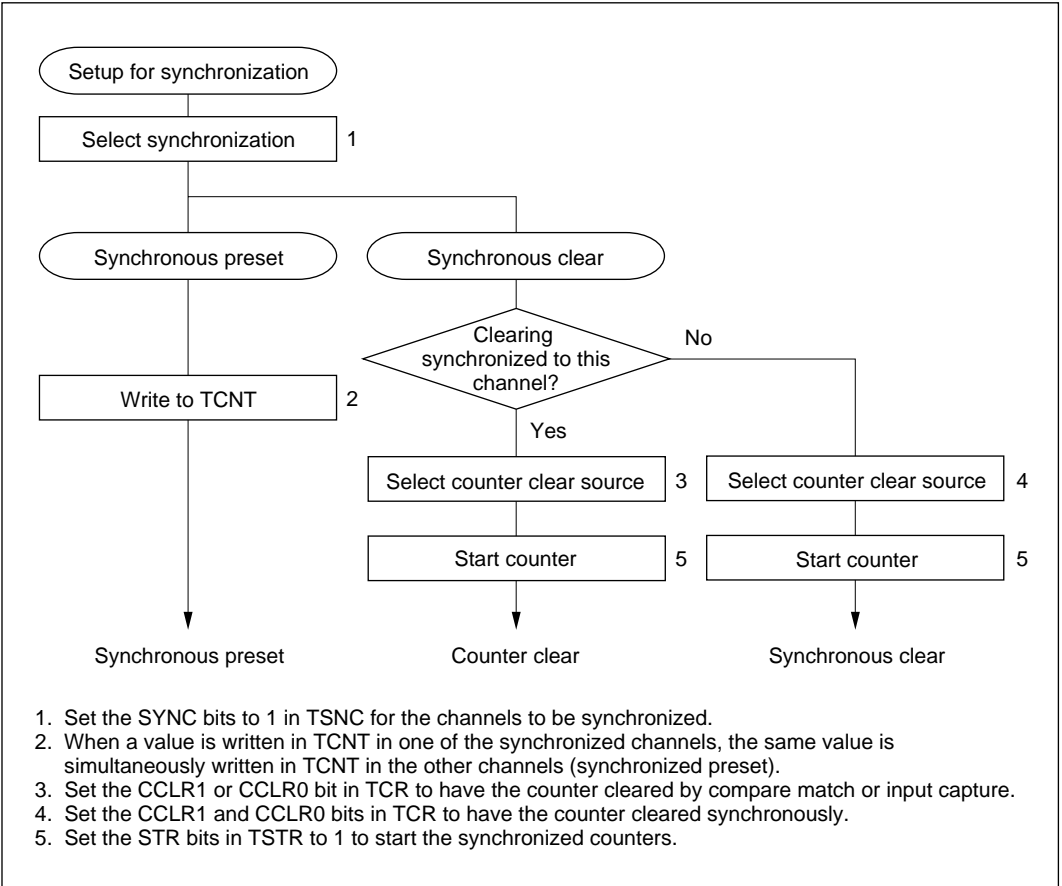 Setup for synchronization
Select synchronization 1
Synchronous preset
Synchronous clear
Clearing
synchronized to this
channel?
No
Write to TCNT 2
Yes
Select counter clear source 3
Select counter clear source 4
Start counter 5
Start counter 5
Synchronous preset
Counter clear
Synchronous clear
1. Set the SYNC bits to 1 in TSNC for the channels to be synchronized.
2. When a value is written in TCNT in one of the synchronized channels, the same value is
simultaneously written in TCNT in the other channels (synchronized preset).
3. Set the CCLR1 or CCLR0 bit in TCR to have the counter cleared by compare match or input capture.
4. Set the CCLR1 and CCLR0 bits in TCR to have the counter cleared synchronously.
5. Set the STR bits in TSTR to 1 to start the synchronized counters.